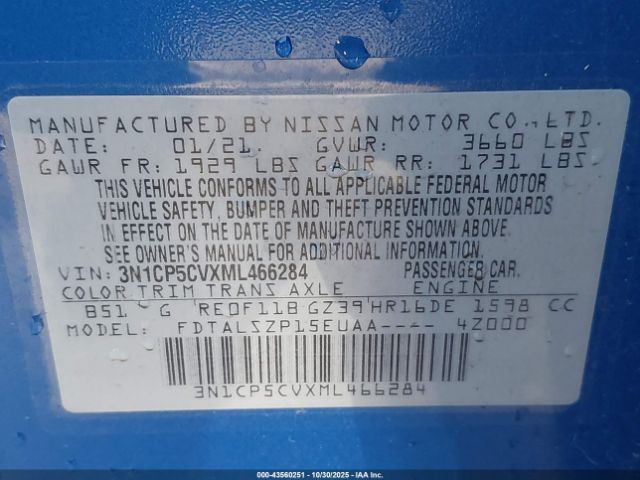 MANUFACTURED BY NISSAN MOTOR CO., LTD.
DATE: 01/21. GVWR: 3660 LBS
GAWR FR: 1929 LBS GAWR RR: 1731 LBS
THIS VEHICLE CONFORMS TO ALL APPLICABLE FEDERAL MOTOR
VEHICLE SAFETY, BUMPER AND THEFT PREVENTION STANDARDS
IN EFFECT ON THE DATE OF MANUFACTURE SHOWN ABOVE.
SEE OWNER'S MANUAL FOR ADDITIONAL INFORMATION.
VIN: 3N1CP5CVXML466284 PASSENGER CAR.
COLOR TRIM TRANS AXLE ENGINE
B51 G RE0F11B GZ39 HR16DE 1598 CC
MODEL: FDTALSZP15EUAA---- 4Z000
3N1CP5CVXML466284
000-43560251 - 10/30/2025 - IAAI.COM